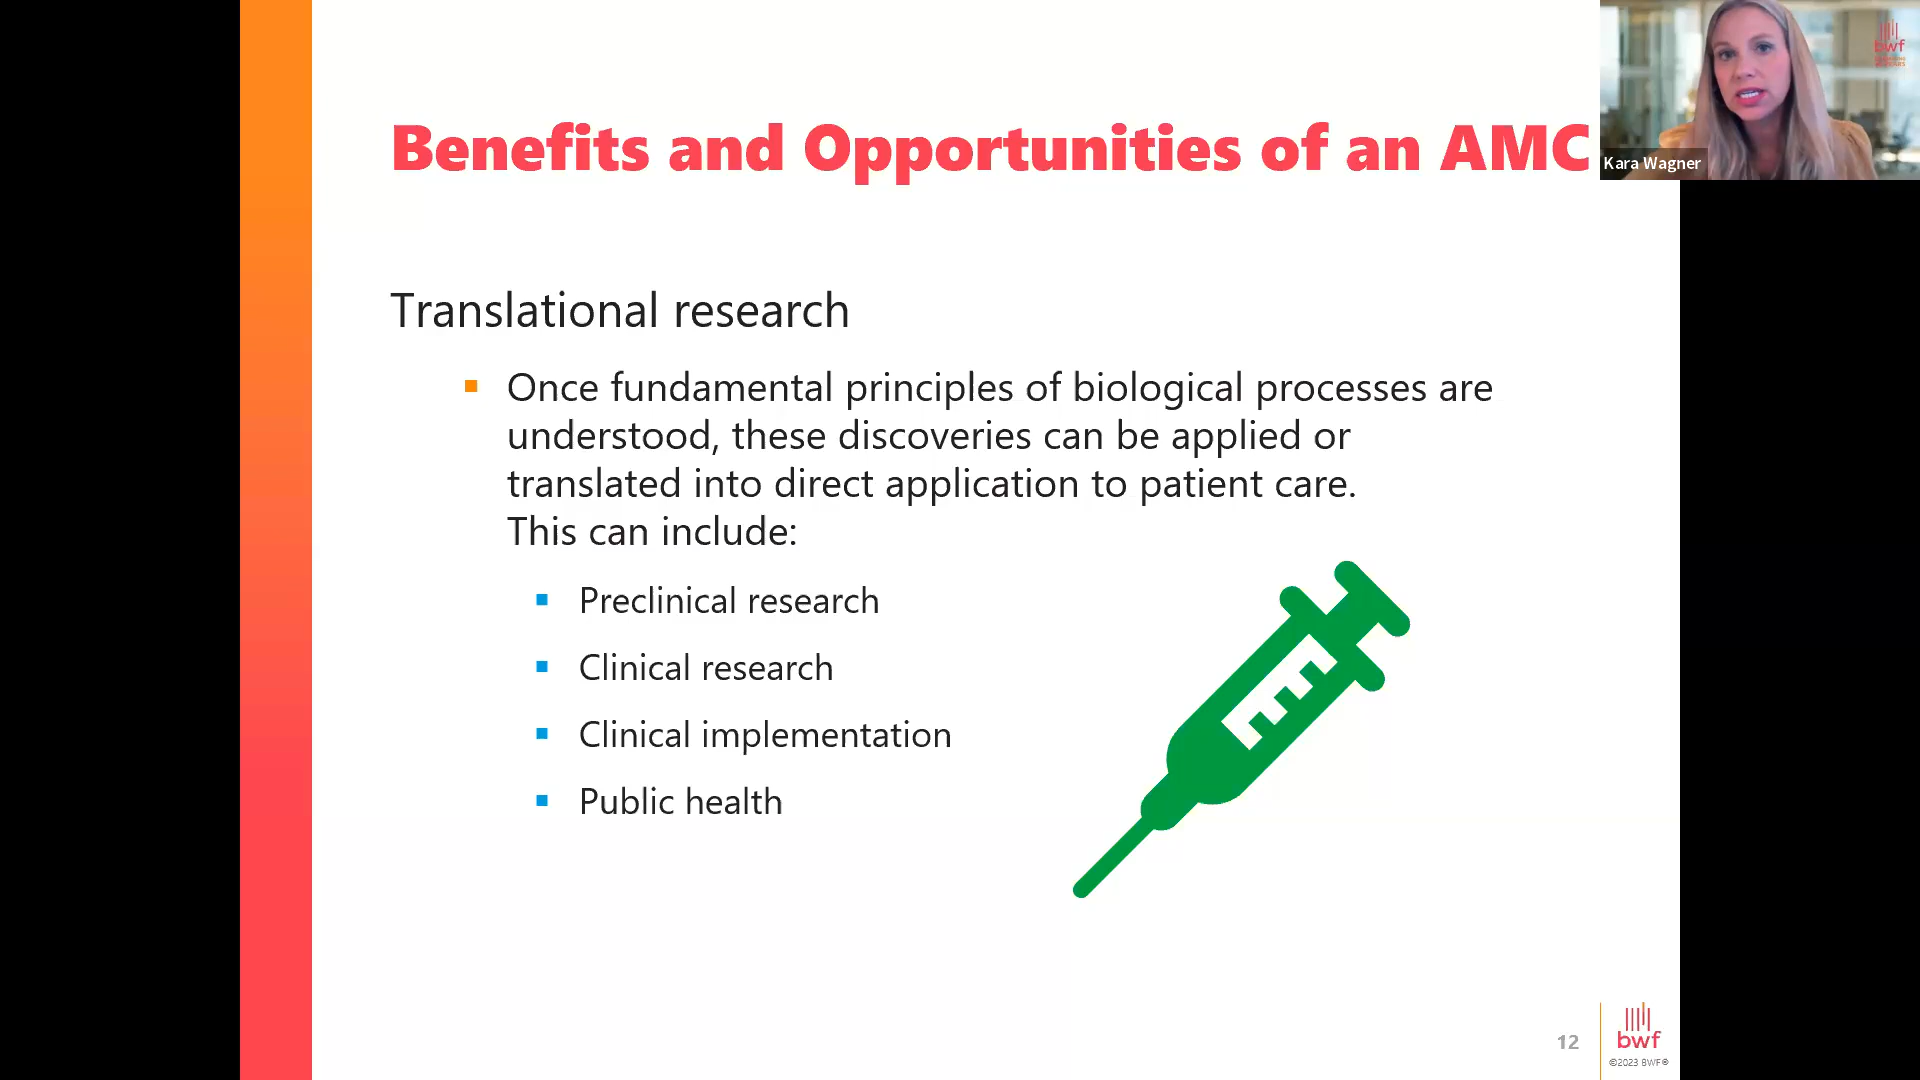 Benefits and Opportunities of an AMC
bwf
Kara Wagner
Translational research
Once fundamental principles of biological processes are
understood, these discoveries can be applied or
translated into direct application to patient care.
This can include:
Preclinical research
Clinical research
Clinical implementation
Public health
12
bwf
©2023 BWF®